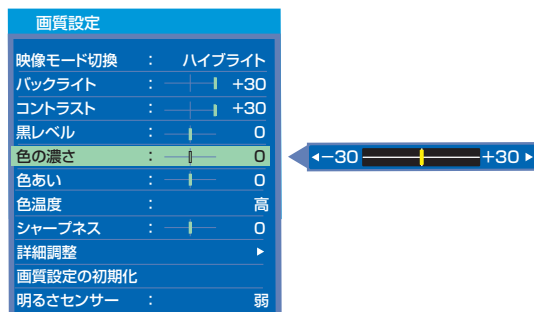 画質設定
映像モード切換 : ハイブライト
バックライト : +30
コントラスト : +30
黒レベル : 0
色の濃さ : 0
−30 +30
色あい : 0
色温度 : 高
シャープネス : 0
詳細調整
画質設定の初期化
明るさセンサー : 弱